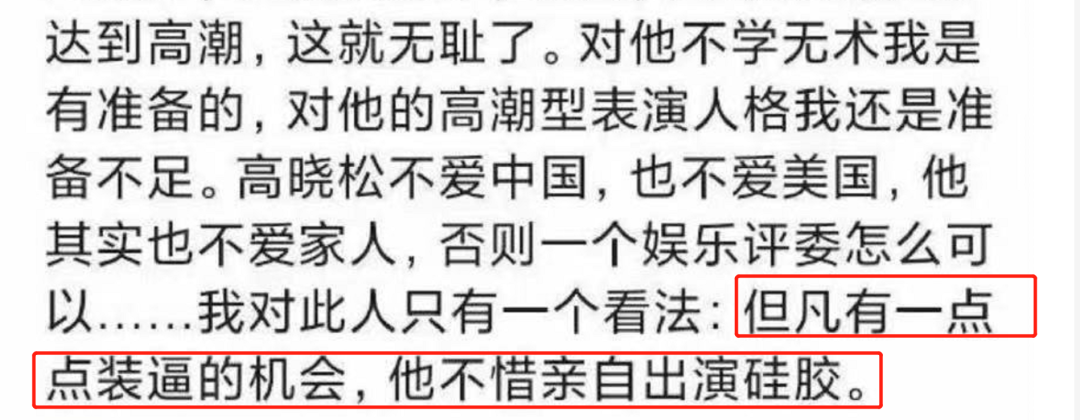 达到高潮，这就无耻了。对他不学无术我是
有准备的，对他的高潮型表演人格我还是准
备不足。高晓松不爱中国，也不爱美国，他
其实也不爱家人，否则一个娱乐评委怎么可
以……我对此人只有一个看法：但凡有一点
点装逼的机会，他不惜亲自出演硅胶。